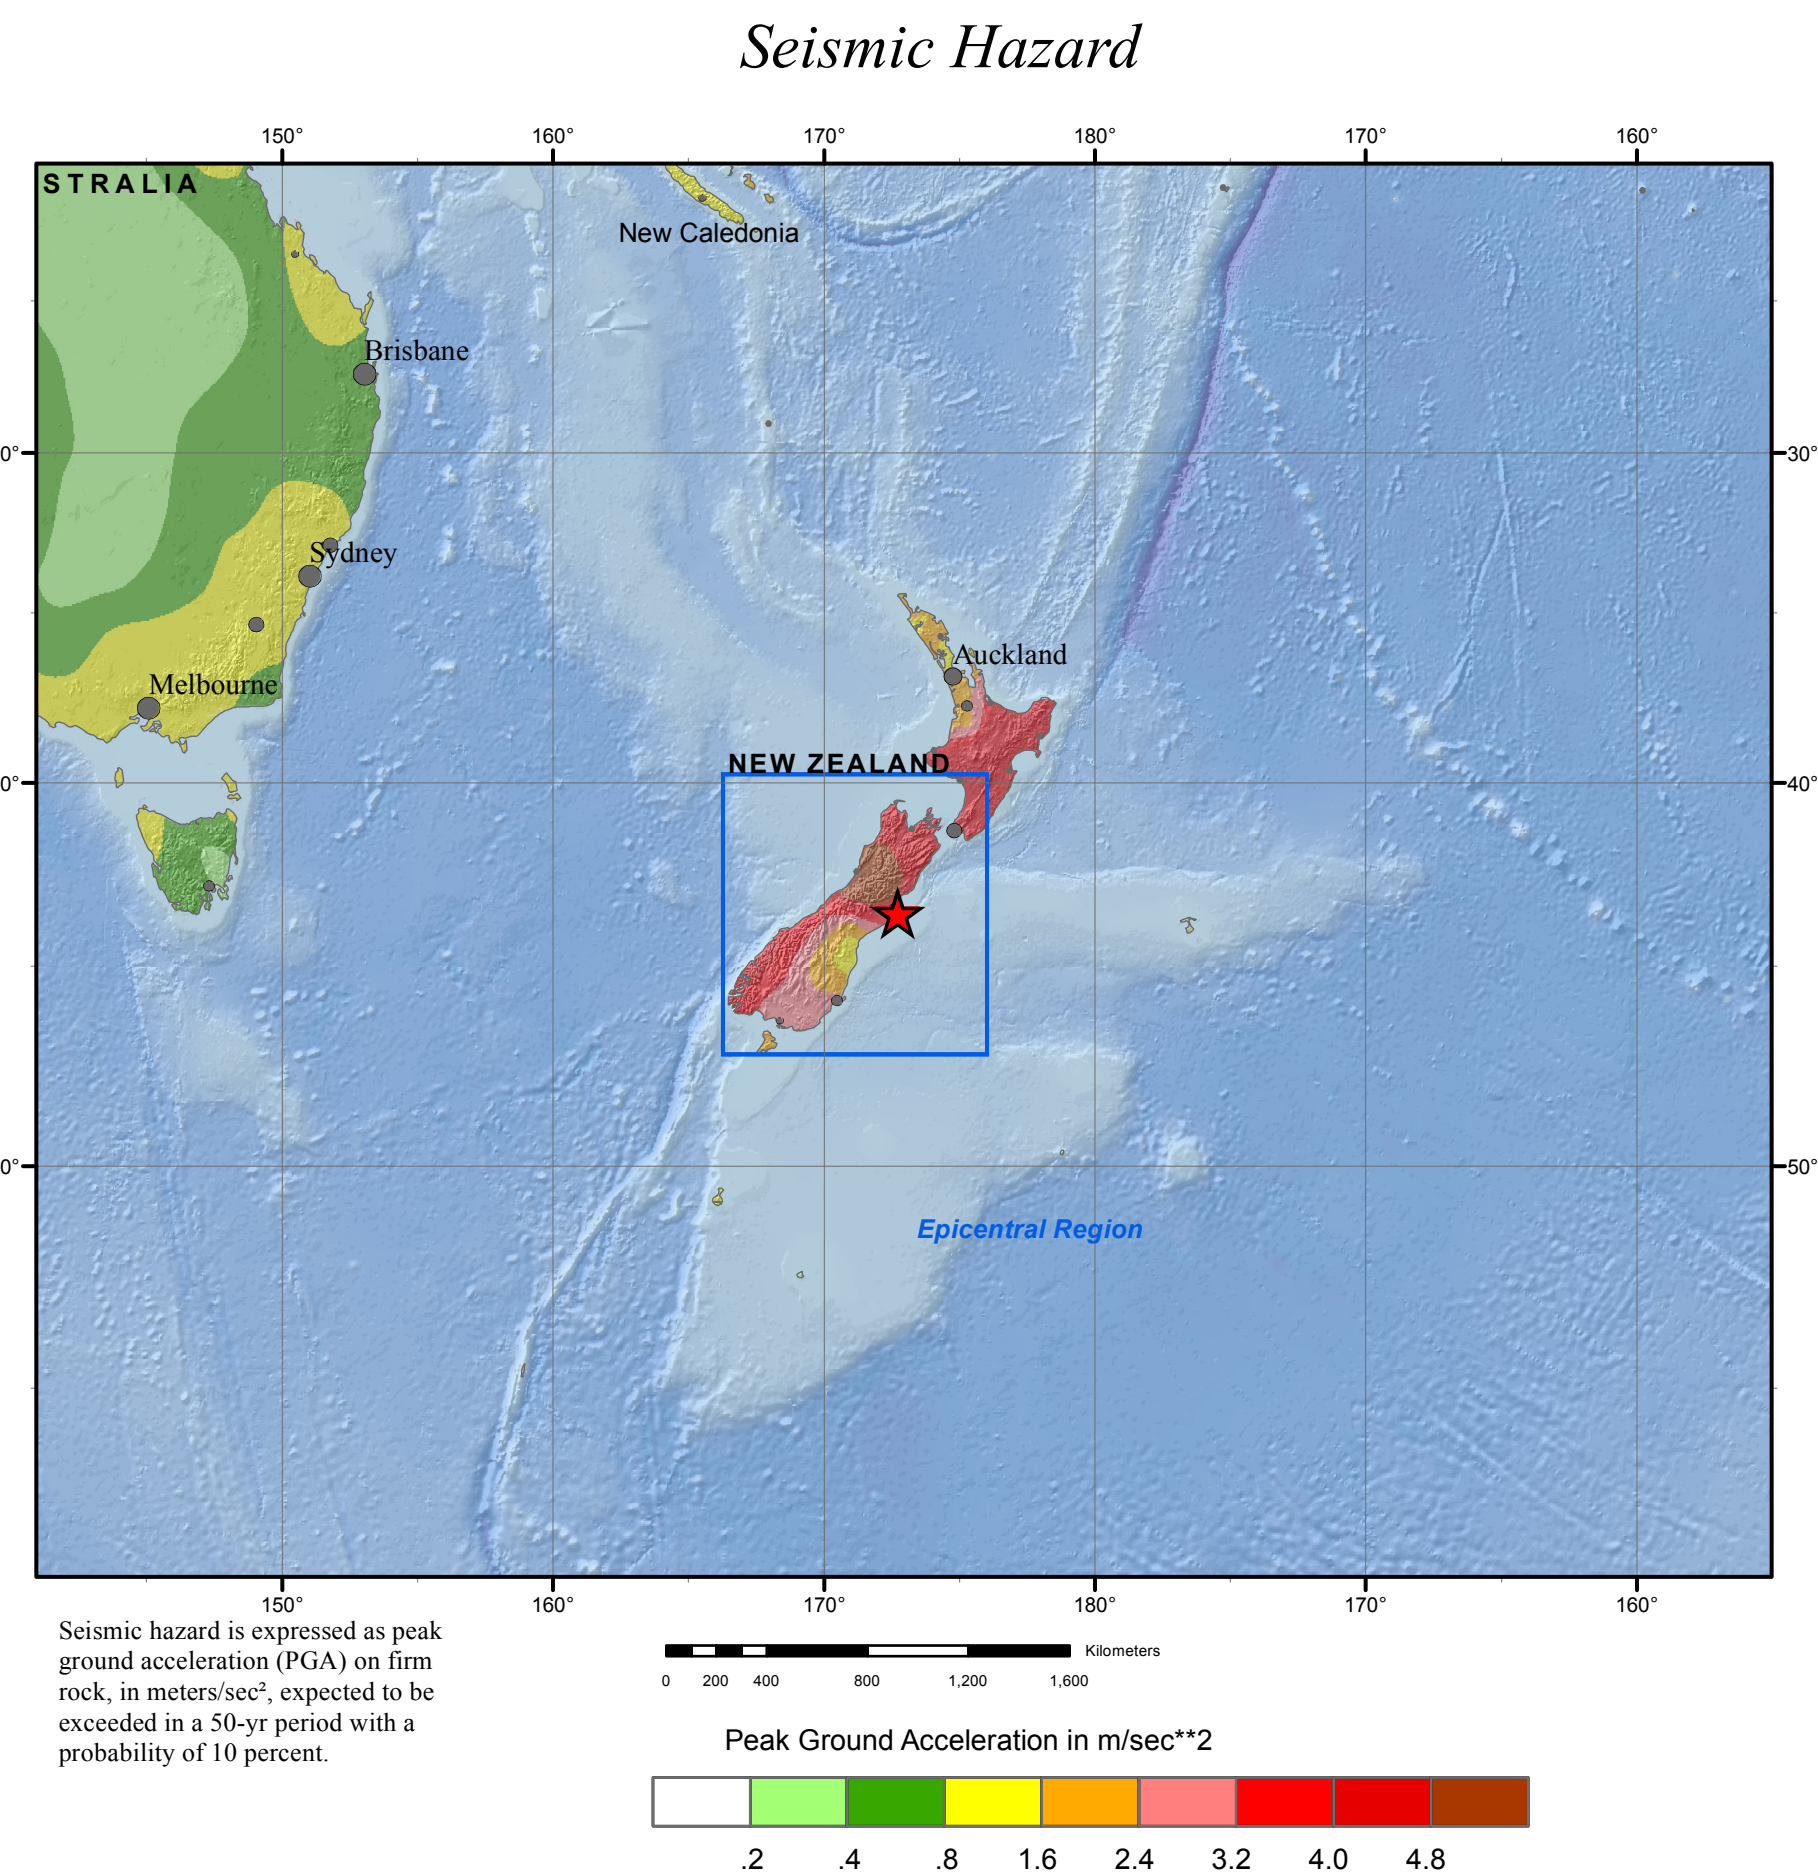 Seismic Hazard
150° 160° 170° 180° 170° 160°
STRALIA
New Caledonia
Brisbane
0° 30°
Sydney
Auckland
Melbourne
NEW ZEALAND
0° 40°
0° 50°
Epicentral Region
150° 160° 170° 180° 170° 160°
Seismic hazard is expressed as peak
ground acceleration (PGA) on firm
rock, in meters/sec², expected to be
exceeded in a 50-yr period with a
probability of 10 percent.
Kilometers
0 200 400 800 1,200 1,600
Peak Ground Acceleration in m/sec**2
.2 .4 .8 1.6 2.4 3.2 4.0 4.8